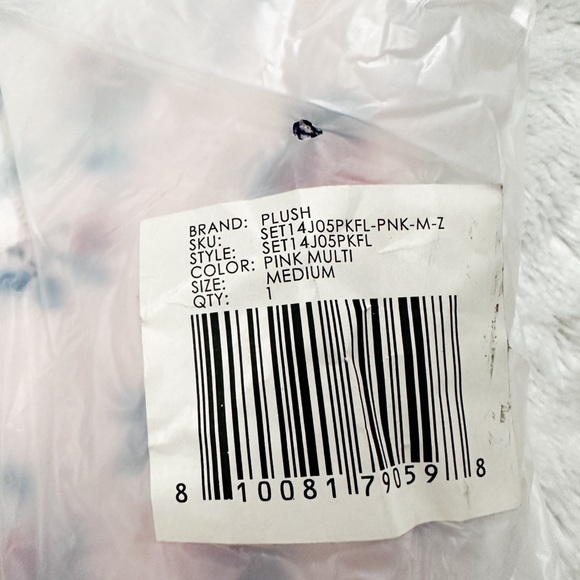 BRAND: PLUSH
SKU: SET14J05PKFL-PNK-M-Z
STYLE: SET14J05PKFL
COLOR: PINK MULTI
SIZE: MEDIUM
QTY: 1
8 10081 79059 8